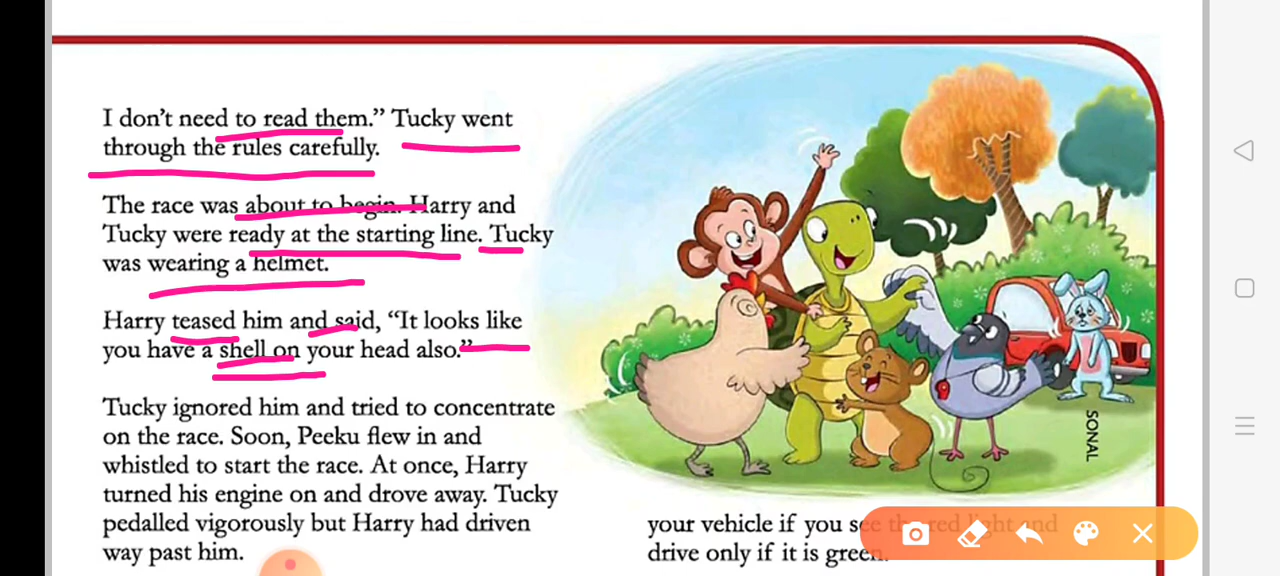 I don't need to read them.” Tucky went
through the rules carefully.
The race was about to begin. Harry and
Tucky were ready at the starting line. Tucky
was wearing a helmet.
Harry teased him and said, “It looks like
you have a shell on your head also.”
Tucky ignored him and tried to concentrate
on the race. Soon, Peeku flew in and
whistled to start the race. At once, Harry
turned his engine on and drove away. Tucky
pedalled vigorously but Harry had driven
way past him.
SONAL
your vehicle if you see the red light and
drive only if it is green.